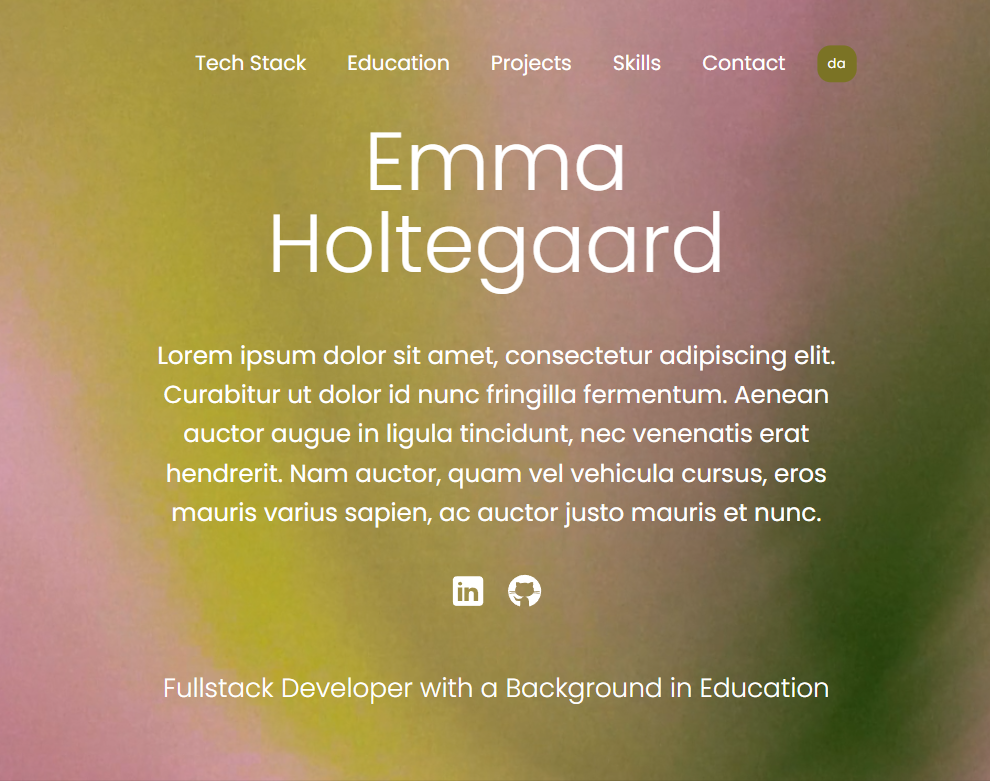 Tech Stack Education Projects Skills Contact da
Emma
Holtegaard
Lorem ipsum dolor sit amet, consectetur adipiscing elit.
Curabitur ut dolor id nunc fringilla fermentum. Aenean
auctor augue in ligula tincidunt, nec venenatis erat
hendrerit. Nam auctor, quam vel vehicula cursus, eros
mauris varius sapien, ac auctor justo mauris et nunc.
in
Fullstack Developer with a Background in Education